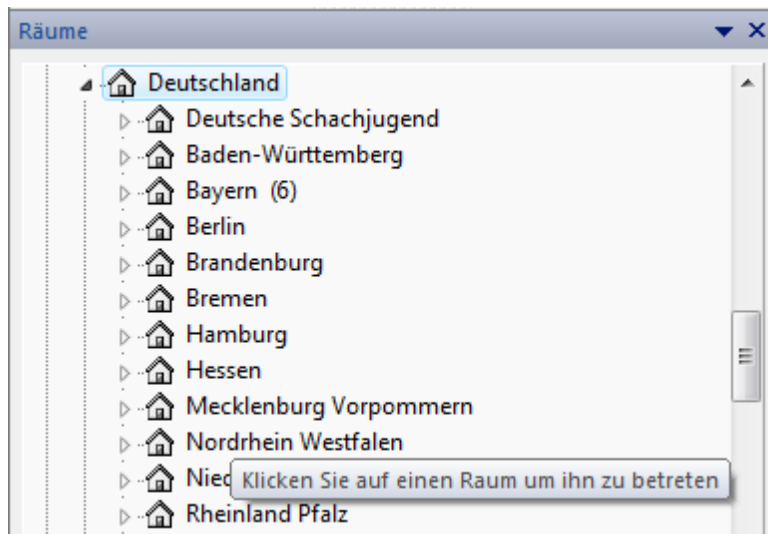 Räume
Deutschland
Deutsche Schachjugend
Baden-Württemberg
Bayern (6)
Berlin
Brandenburg
Bremen
Hamburg
Hessen
Mecklenburg Vorpommern
Nordrhein Westfalen
Klicken Sie auf einen Raum um ihn zu betreten
Rheinland Pfalz